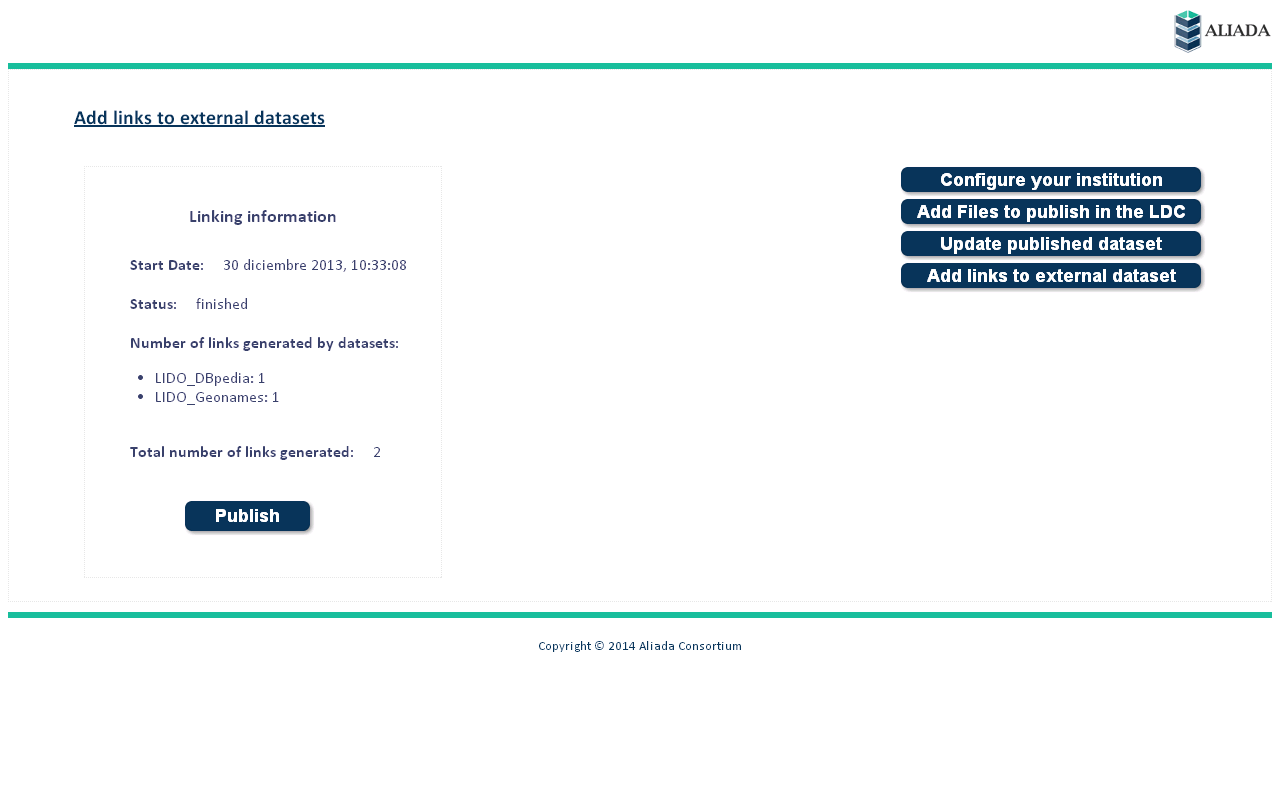 ALIADA
Add links to external datasets
Linking information
Start Date: 30 diciembre 2013, 10:33:08
Status: finished
Number of links generated by datasets:
• LIDO_DBpedia: 1
• LIDO_Geonames: 1
Total number of links generated: 2
Publish
Configure your institution
Add Files to publish in the LDC
Update published dataset
Add links to external dataset
Copyright © 2014 Aliada Consortium